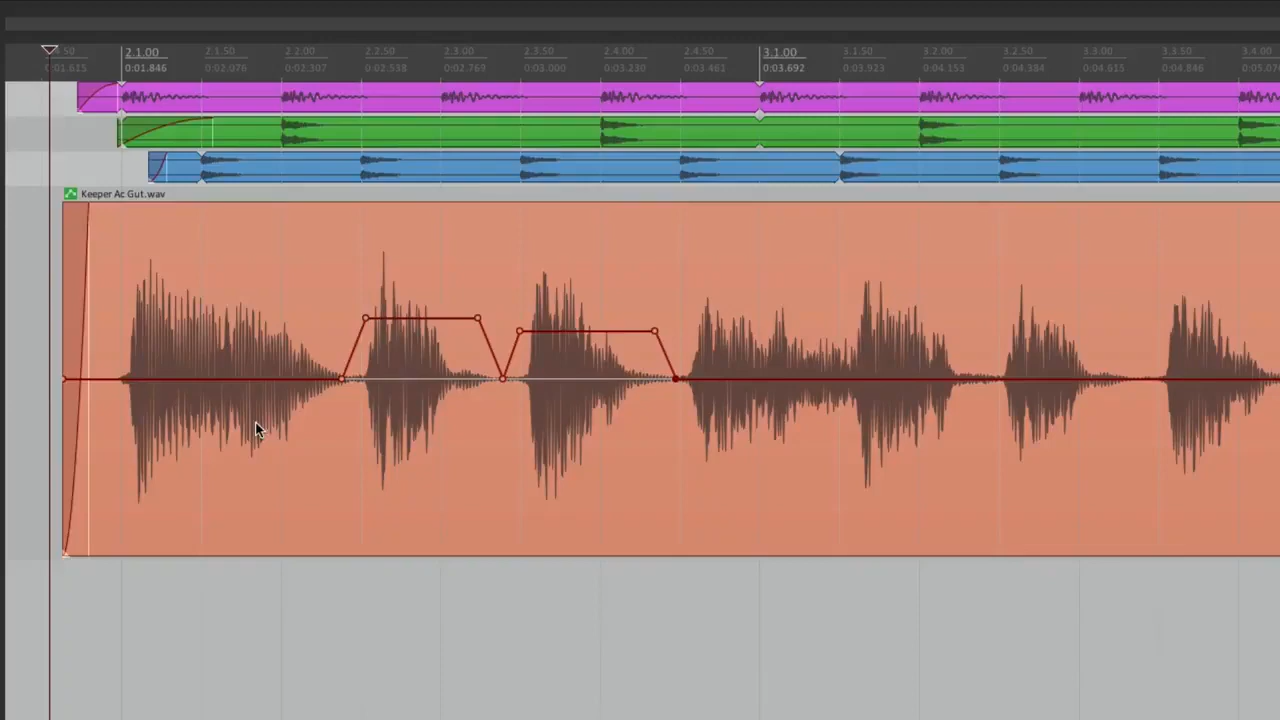 2.1.00 2.1.50 2.2.00 2.2.50 2.3.00 2.3.50 2.4.00 2.4.50 3.1.00 3.1.50 3.2.00 3.2.50 3.3.00 3.3.50 3.4.00
0:01.615 0:01.846 0:02.076 0:02.307 0:02.538 0:02.769 0:03.000 0:03.230 0:03.461 0:03.692 0:03.923 0:04.153 0:04.384 0:04.615 0:04.846
Keeper Ac Gut.wav